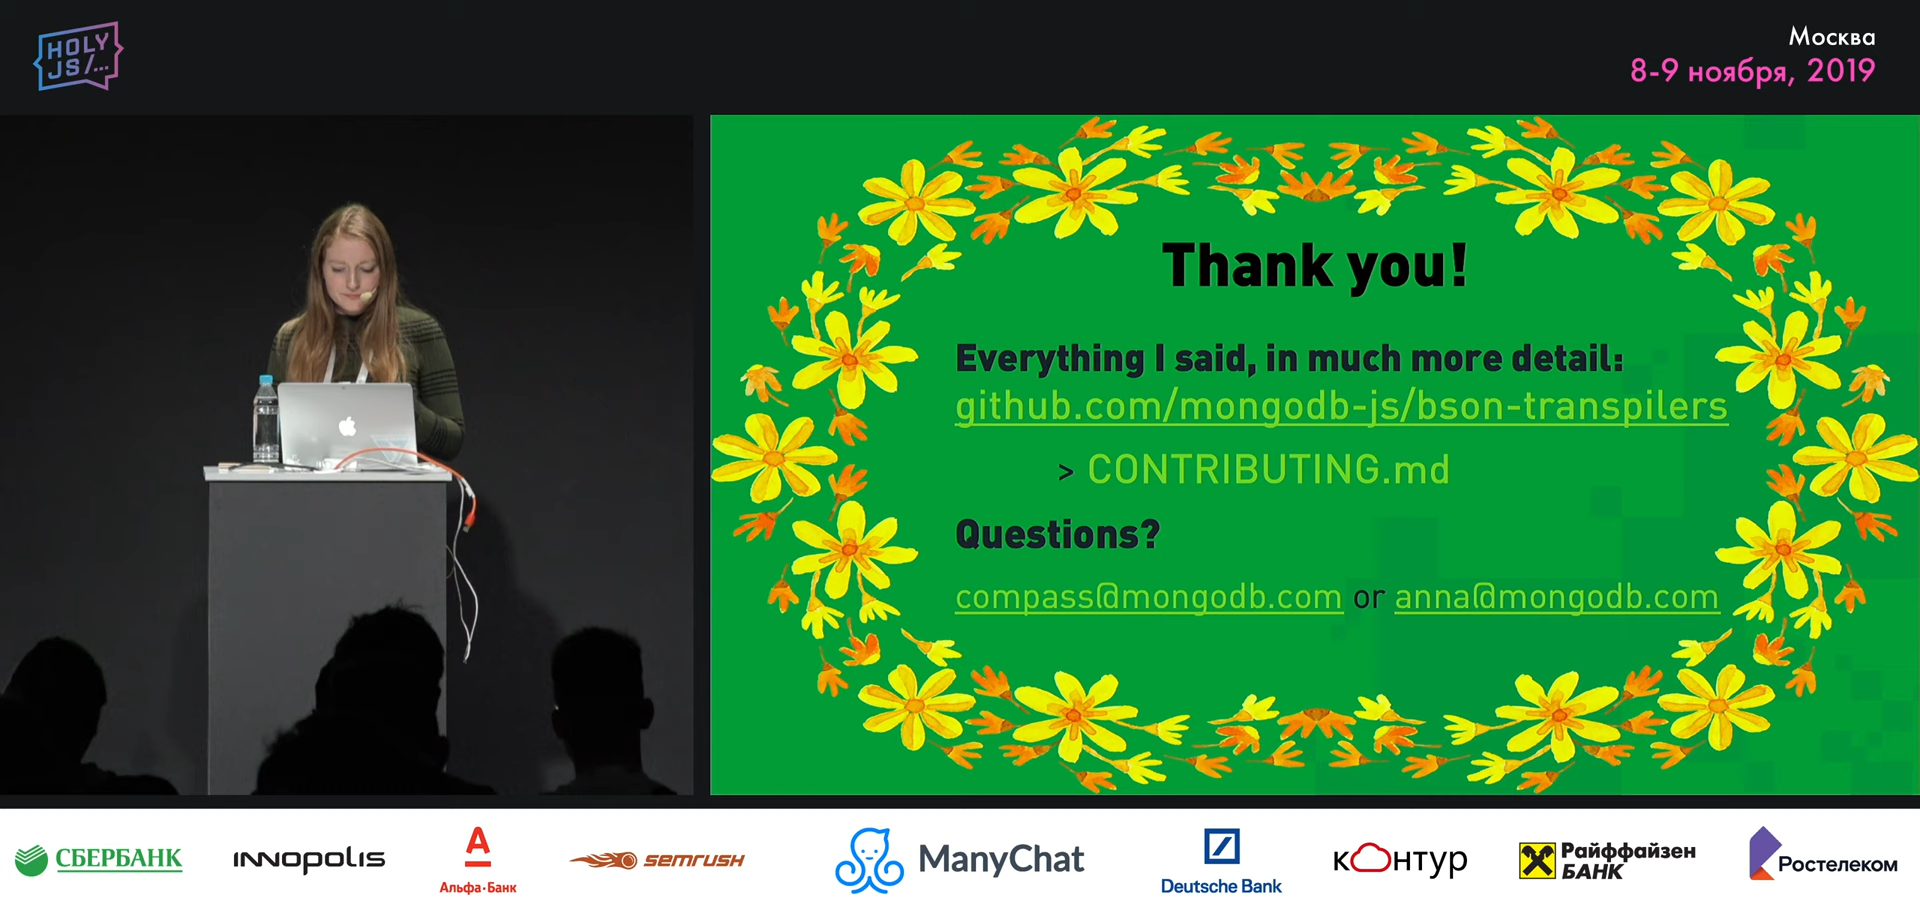 HOLY
JS/...
Москва
8-9 ноября, 2019
Thank you!
Everything I said, in much more detail:
github.com/mongodb-js/bson-transpilers
> CONTRIBUTING.md
Questions?
compass@mongodb.com or anna@mongodb.com
СБЕРБАНК
INNOPOLIS
А
Альфа·Банк
semrush
ManyChat
Deutsche Bank
контур
Райффайзен
БАНК
Ростелеком